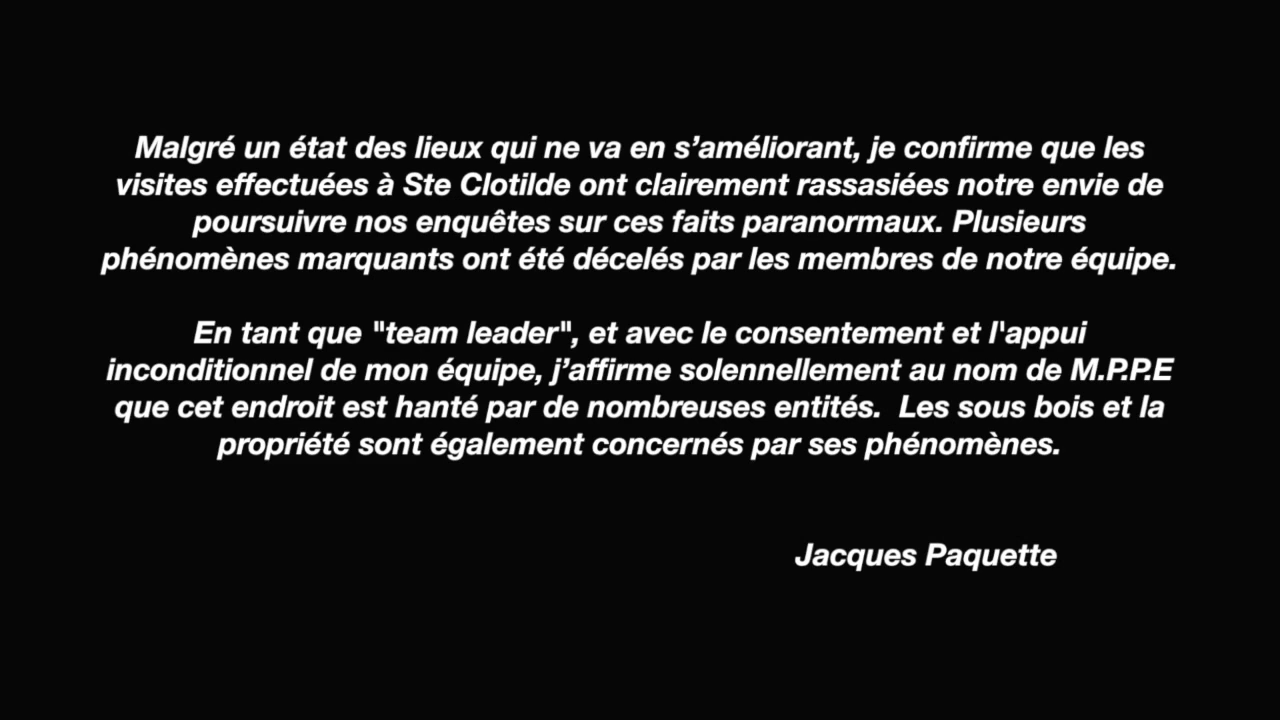 Malgré un état des lieux qui ne va en s’améliorant, je confirme que les
visites effectuées à Ste Clotilde ont clairement rassasiées notre envie de
poursuivre nos enquêtes sur ces faits paranormaux. Plusieurs
phénomènes marquants ont été décelés par les membres de notre équipe.
En tant que "team leader", et avec le consentement et l'appui
inconditionnel de mon équipe, j’affirme solennellement au nom de M.P.P.E
que cet endroit est hanté par de nombreuses entités.  Les sous bois et la
propriété sont également concernés par ses phénomènes.
Jacques Paquette